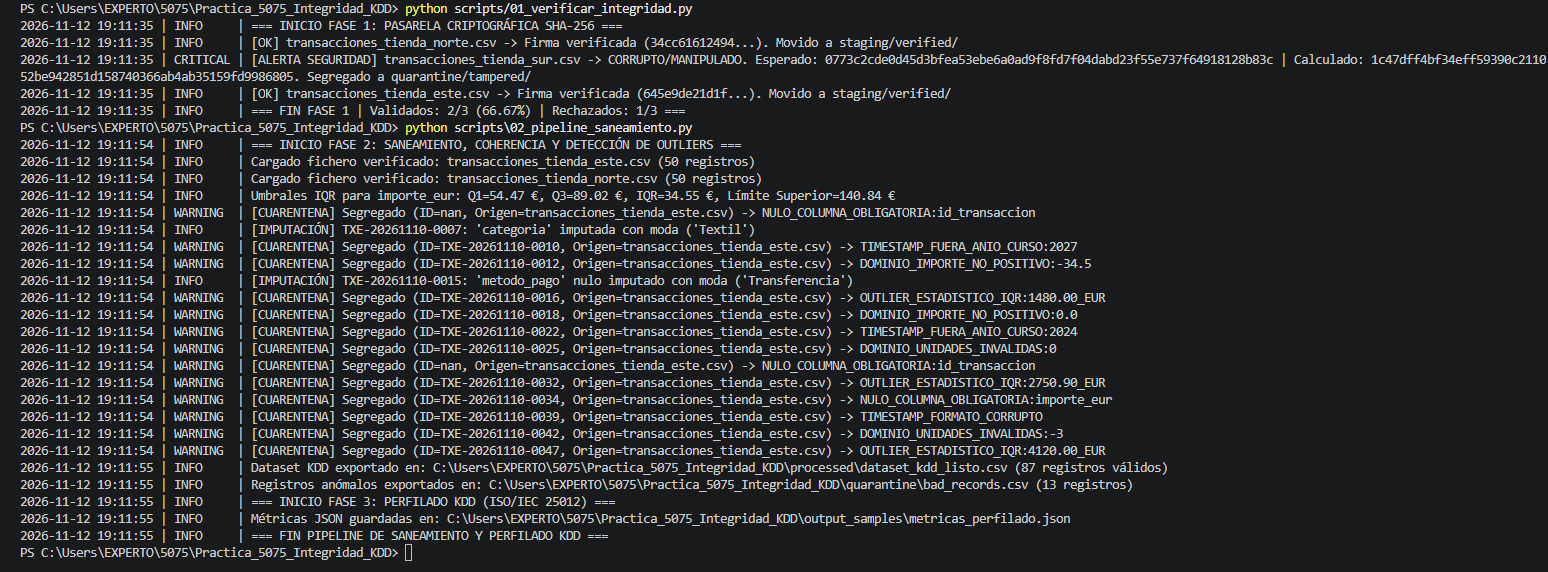 PS C:\Users\EXPERTO\5075\Practica_5075_Integridad_KDD> python scripts/01_verificar_integridad.py
2026-11-12 19:11:35 | INFO     | === INICIO FASE 1: PASARELA CRIPTOGRÁFICA SHA-256 ===
2026-11-12 19:11:35 | INFO     | [OK] transacciones_tienda_norte.csv -> Firma verificada (34cc61612494...). Movido a staging/verified/
2026-11-12 19:11:35 | CRITICAL | [ALERTA SEGURIDAD] transacciones_tienda_sur.csv -> CORRUPTO/MANIPULADO. Esperado: 0773c2cde0d45d3bfea53ebe6a0ad9f8fd7f04dabd23f55e737f64918128b83c | Calculado: 1c47dff4bf34eff59390c2110
52be942851d158740366ab4ab35159fd9986805. Segregado a quarantine/tampered/
2026-11-12 19:11:35 | INFO     | [OK] transacciones_tienda_este.csv -> Firma verificada (645e9de21d1f...). Movido a staging/verified/
2026-11-12 19:11:35 | INFO     | === FIN FASE 1 | Validados: 2/3 (66.67%) | Rechazados: 1/3 ===
PS C:\Users\EXPERTO\5075\Practica_5075_Integridad_KDD> python scripts\02_pipeline_saneamiento.py
2026-11-12 19:11:54 | INFO     | === INICIO FASE 2: SANEAMIENTO, COHERENCIA Y DETECCIÓN DE OUTLIERS ===
2026-11-12 19:11:54 | INFO     | Cargado fichero verificado: transacciones_tienda_este.csv (50 registros)
2026-11-12 19:11:54 | INFO     | Cargado fichero verificado: transacciones_tienda_norte.csv (50 registros)
2026-11-12 19:11:54 | INFO     | Umbrales IQR para importe_eur: Q1=54.47 €, Q3=89.02 €, IQR=34.55 €, Límite Superior=140.84 €
2026-11-12 19:11:54 | WARNING  | [CUARENTENA] Segregado (ID=nan, Origen=transacciones_tienda_este.csv) -> NULO_COLUMNA_OBLIGATORIA:id_transaccion
2026-11-12 19:11:54 | INFO     | [IMPUTACIÓN] TXE-20261110-0007: 'categoria' imputada con moda ('Textil')
2026-11-12 19:11:54 | WARNING  | [CUARENTENA] Segregado (ID=TXE-20261110-0010, Origen=transacciones_tienda_este.csv) -> TIMESTAMP_FUERA_ANIO_CURSO:2027
2026-11-12 19:11:54 | WARNING  | [CUARENTENA] Segregado (ID=TXE-20261110-0012, Origen=transacciones_tienda_este.csv) -> DOMINIO_IMPORTE_NO_POSITIVO:-34.5
2026-11-12 19:11:54 | INFO     | [IMPUTACIÓN] TXE-20261110-0015: 'metodo_pago' nulo imputado con moda ('Transferencia')
2026-11-12 19:11:54 | WARNING  | [CUARENTENA] Segregado (ID=TXE-20261110-0016, Origen=transacciones_tienda_este.csv) -> OUTLIER_ESTADISTICO_IQR:1480.00_EUR
2026-11-12 19:11:54 | WARNING  | [CUARENTENA] Segregado (ID=TXE-20261110-0018, Origen=transacciones_tienda_este.csv) -> DOMINIO_IMPORTE_NO_POSITIVO:0.0
2026-11-12 19:11:54 | WARNING  | [CUARENTENA] Segregado (ID=TXE-20261110-0022, Origen=transacciones_tienda_este.csv) -> TIMESTAMP_FUERA_ANIO_CURSO:2024
2026-11-12 19:11:54 | WARNING  | [CUARENTENA] Segregado (ID=TXE-20261110-0025, Origen=transacciones_tienda_este.csv) -> DOMINIO_UNIDADES_INVALIDAS:0
2026-11-12 19:11:54 | WARNING  | [CUARENTENA] Segregado (ID=nan, Origen=transacciones_tienda_este.csv) -> NULO_COLUMNA_OBLIGATORIA:id_transaccion
2026-11-12 19:11:54 | WARNING  | [CUARENTENA] Segregado (ID=TXE-20261110-0032, Origen=transacciones_tienda_este.csv) -> OUTLIER_ESTADISTICO_IQR:2750.90_EUR
2026-11-12 19:11:54 | WARNING  | [CUARENTENA] Segregado (ID=TXE-20261110-0034, Origen=transacciones_tienda_este.csv) -> NULO_COLUMNA_OBLIGATORIA:importe_eur
2026-11-12 19:11:54 | WARNING  | [CUARENTENA] Segregado (ID=TXE-20261110-0039, Origen=transacciones_tienda_este.csv) -> TIMESTAMP_FORMATO_CORRUPTO
2026-11-12 19:11:54 | WARNING  | [CUARENTENA] Segregado (ID=TXE-20261110-0042, Origen=transacciones_tienda_este.csv) -> DOMINIO_UNIDADES_INVALIDAS:-3
2026-11-12 19:11:54 | WARNING  | [CUARENTENA] Segregado (ID=TXE-20261110-0047, Origen=transacciones_tienda_este.csv) -> OUTLIER_ESTADISTICO_IQR:4120.00_EUR
2026-11-12 19:11:55 | INFO     | Dataset KDD exportado en: C:\Users\EXPERTO\5075\Practica_5075_Integridad_KDD\processed\dataset_kdd_listo.csv (87 registros válidos)
2026-11-12 19:11:55 | INFO     | Registros anómalos exportados en: C:\Users\EXPERTO\5075\Practica_5075_Integridad_KDD\quarantine\bad_records.csv (13 registros)
2026-11-12 19:11:55 | INFO     | === INICIO FASE 3: PERFILADO KDD (ISO/IEC 25012) ===
2026-11-12 19:11:55 | INFO     | Métricas JSON guardadas en: C:\Users\EXPERTO\5075\Practica_5075_Integridad_KDD\output_samples\metricas_perfilado.json
2026-11-12 19:11:55 | INFO     | === FIN PIPELINE DE SANEAMIENTO Y PERFILADO KDD ===
PS C:\Users\EXPERTO\5075\Practica_5075_Integridad_KDD>